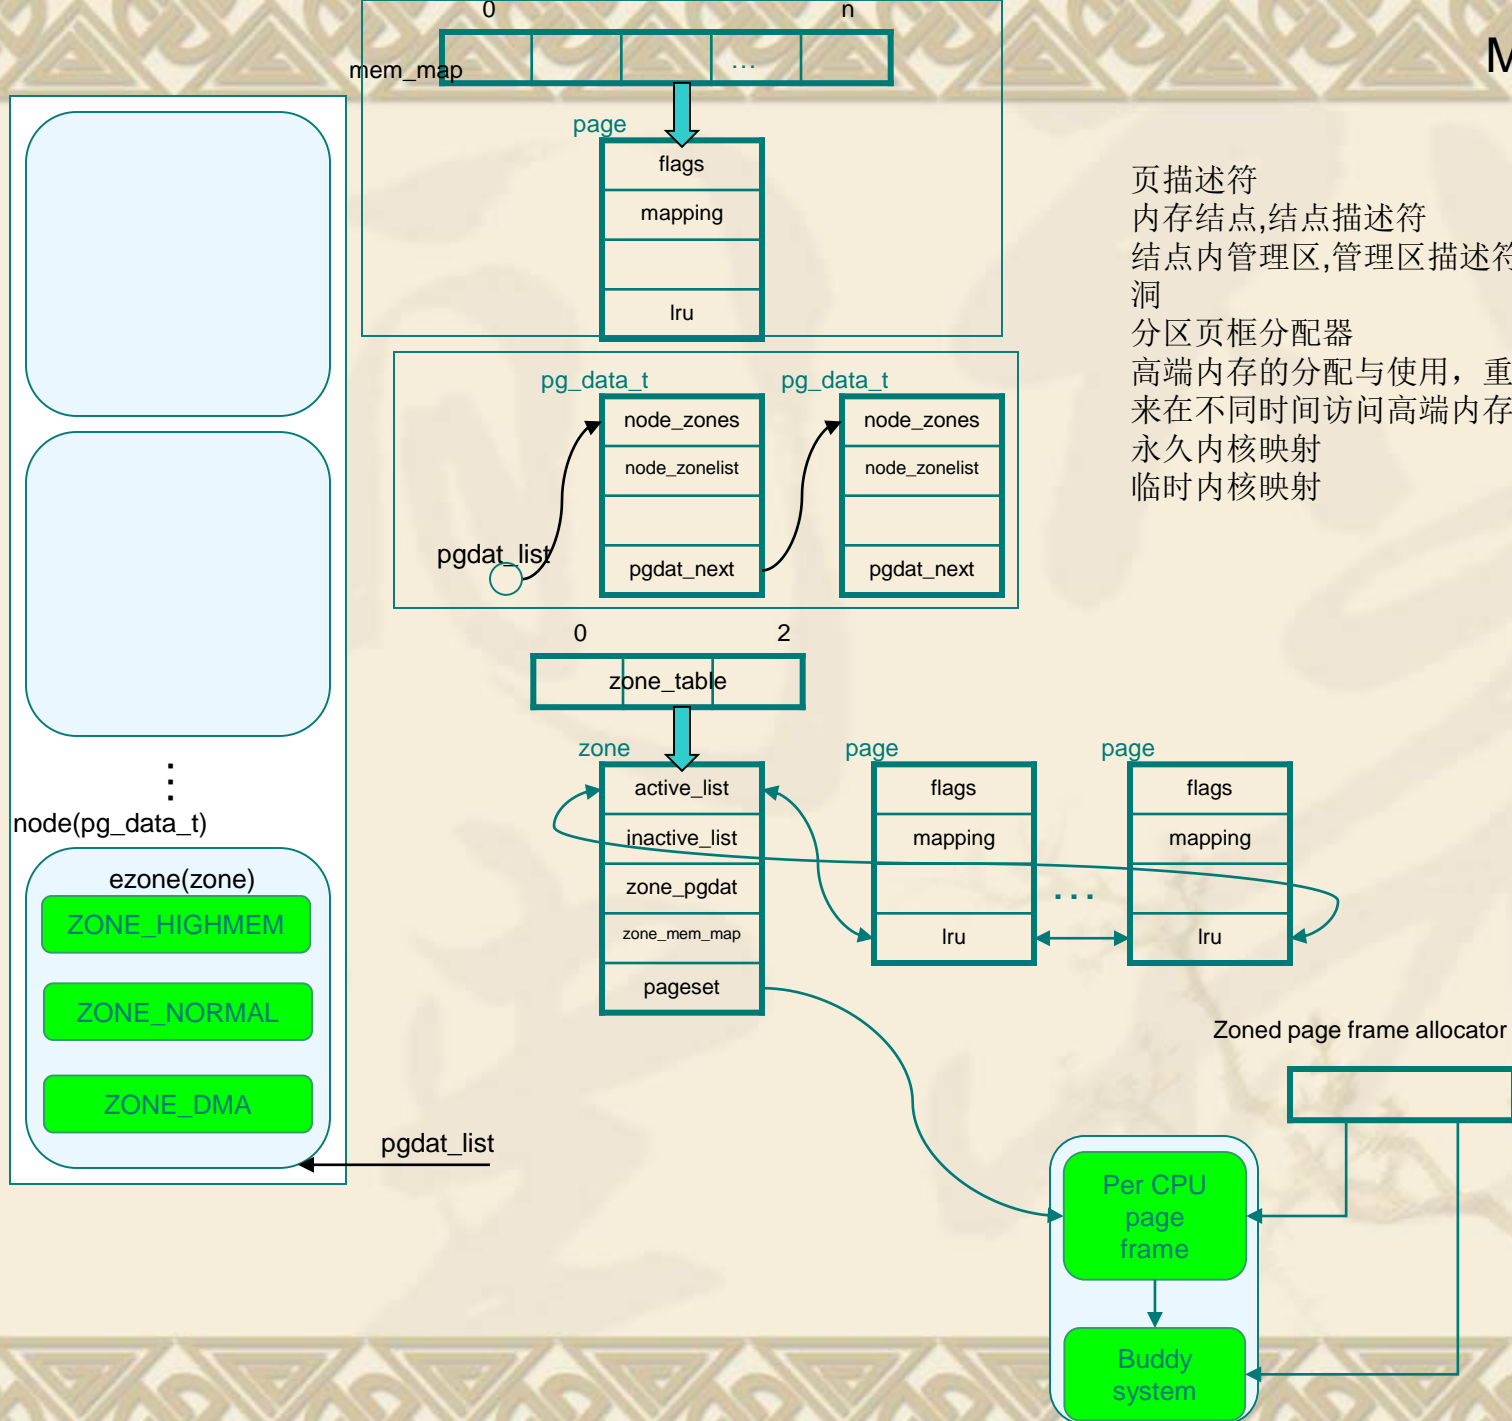 0 n
M
mem_map
...
page
flags
mapping
lru
页描述符
内存结点,结点描述符
结点内管理区,管理区描述符
洞
分区页框分配器
高端内存的分配与使用，重
来在不同时间访问高端内存
永久内核映射
临时内核映射
pg_data_t pg_data_t
node_zones node_zones
node_zonelist node_zonelist
pgdat_list
pgdat_next pgdat_next
0 2
zone_table
zone page page
active_list flags flags
inactive_list mapping mapping
zone_pgdat
...
zone_mem_map lru lru
pageset
...
node(pg_data_t)
ezone(zone)
ZONE_HIGHMEM
ZONE_NORMAL
ZONE_DMA
pgdat_list
Zoned page frame allocator
Per CPU
page
frame
Buddy
system